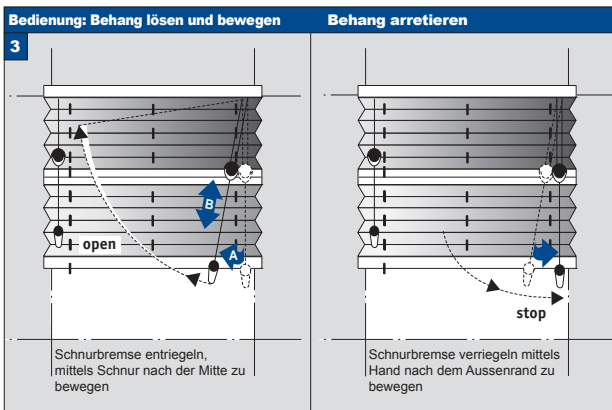 Bedienung: Behang lösen und bewegen
Behang arretieren
3
B
open
A
stop
Schnurbremse entriegeln,
mittels Schnur nach der Mitte zu
bewegen
Schnurbremse verriegeln mittels
Hand nach dem Aussenrand zu
bewegen